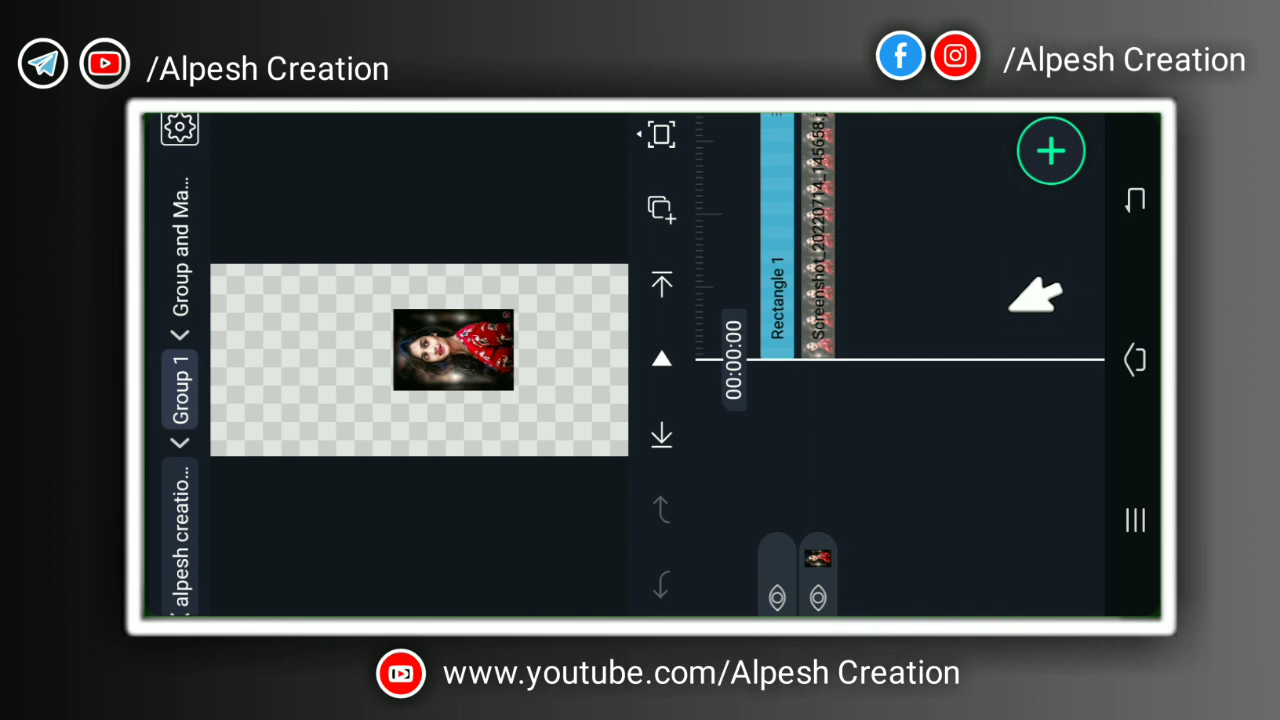 /Alpesh Creation
/Alpesh Creation
alpesh creatio...
Group 1
Group and Ma...
00:00:00
Rectangle 1
Screenshot_20220714_145658.j
www.youtube.com/Alpesh Creation